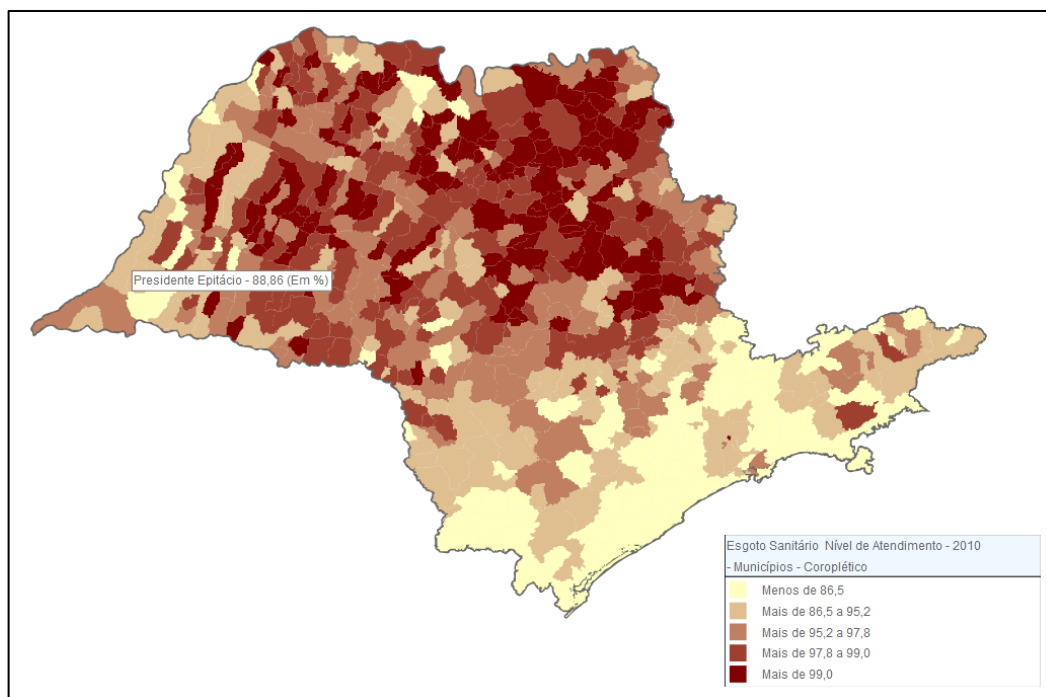 Presidente Epitácio - 88,86 (Em %)
Esgoto Sanitário Nível de Atendimento - 2010
- Municípios - Coroplético
Menos de 86,5
Mais de 86,5 a 95,2
Mais de 95,2 a 97,8
Mais de 97,8 a 99,0
Mais de 99,0